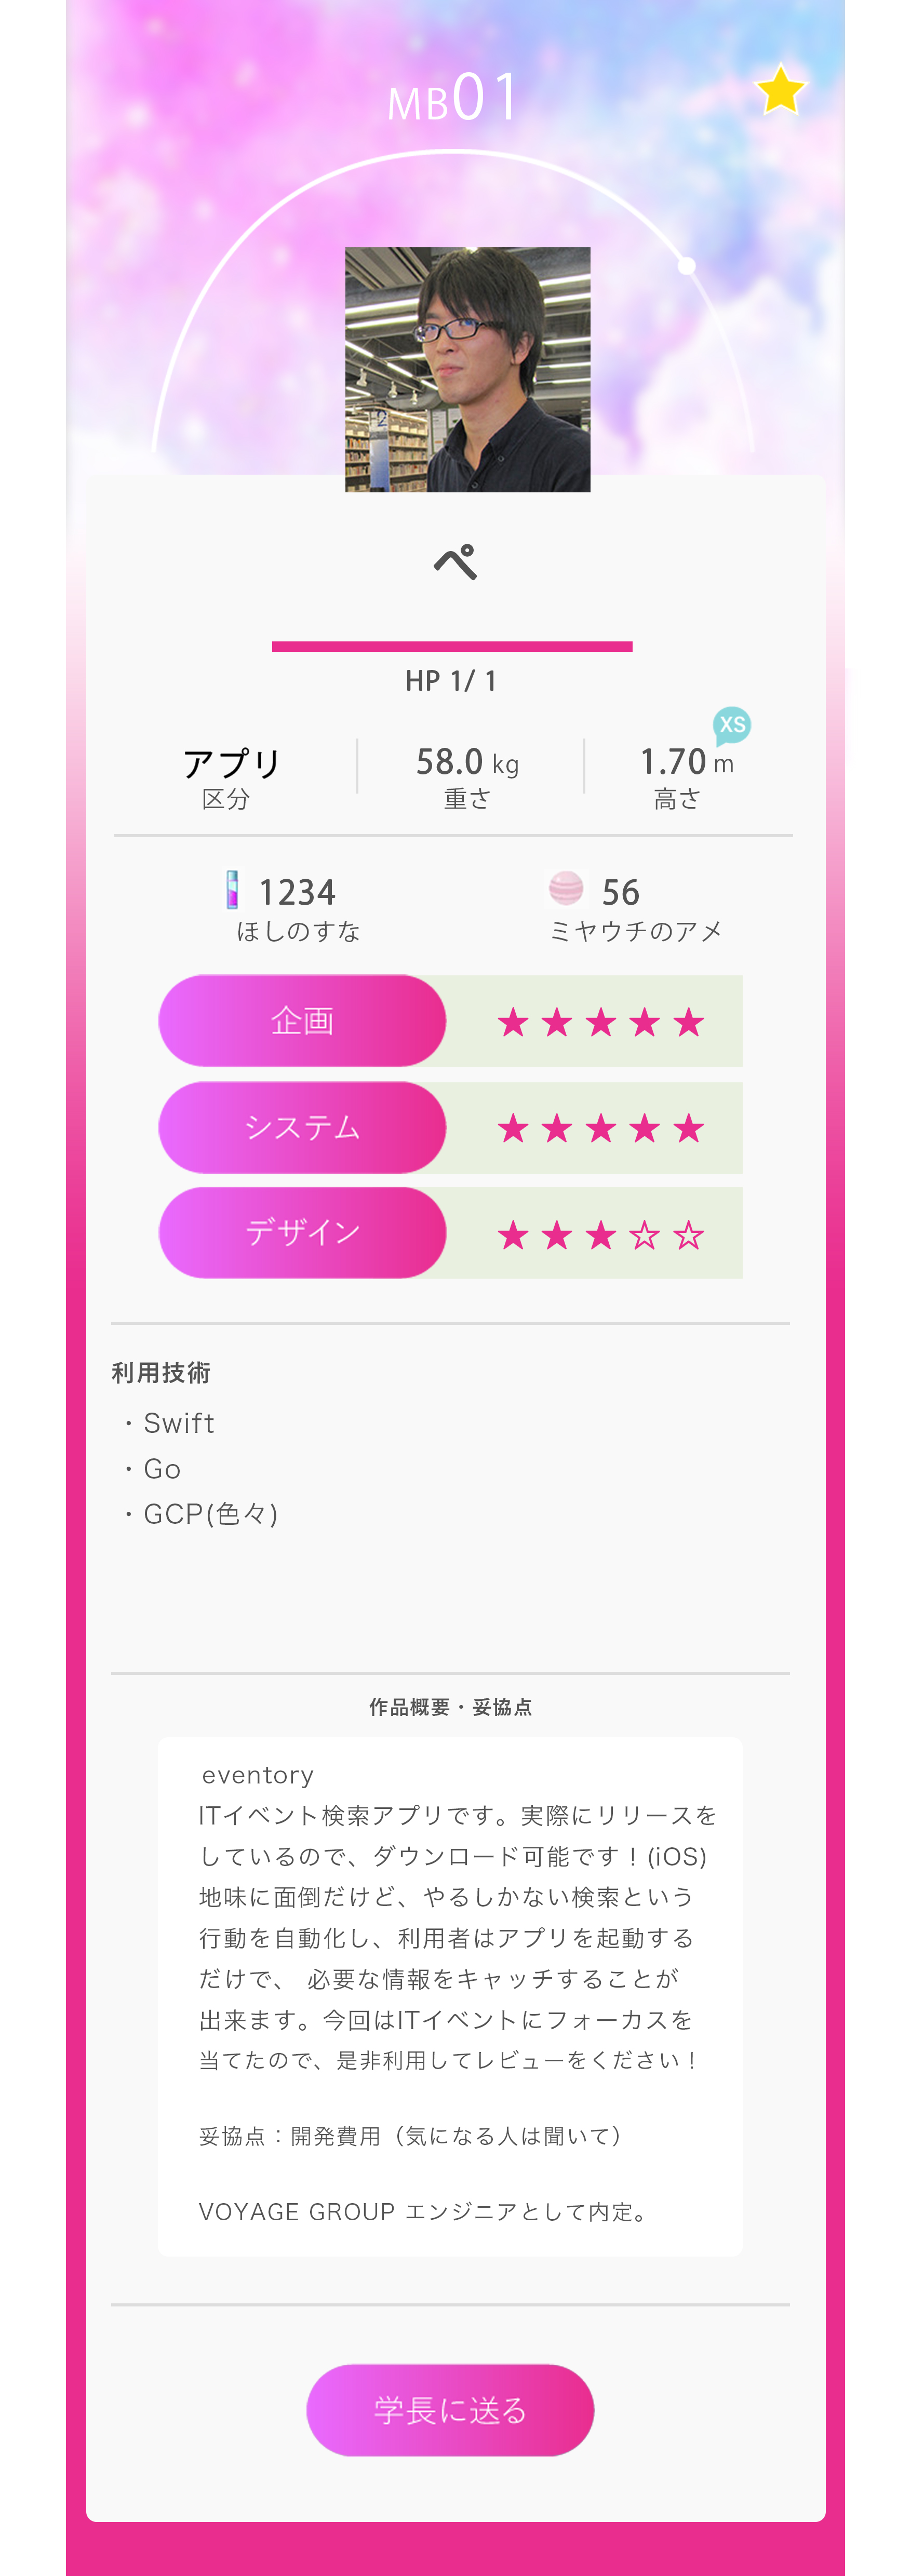 MB01
ペ
HP 1/ 1
XS
アプリ 58.0 kg 1.70 m
区分 重さ 高さ
1234 56
ほしのすな ミヤウチのアメ
企画 ★★★★★
システム ★★★★★
デザイン ★★★☆☆
利用技術
・Swift
・Go
・GCP(色々)
作品概要・妥協点
eventory
ITイベント検索アプリです。実際にリリースを
しているので、ダウンロード可能です！(iOS)
地味に面倒だけど、やるしかない検索という
行動を自動化し、利用者はアプリを起動する
だけで、 必要な情報をキャッチすることが
出来ます。今回はITイベントにフォーカスを
当てたので、是非利用してレビューをください！
妥協点：開発費用（気になる人は聞いて）
VOYAGE GROUP エンジニアとして内定。
学長に送る